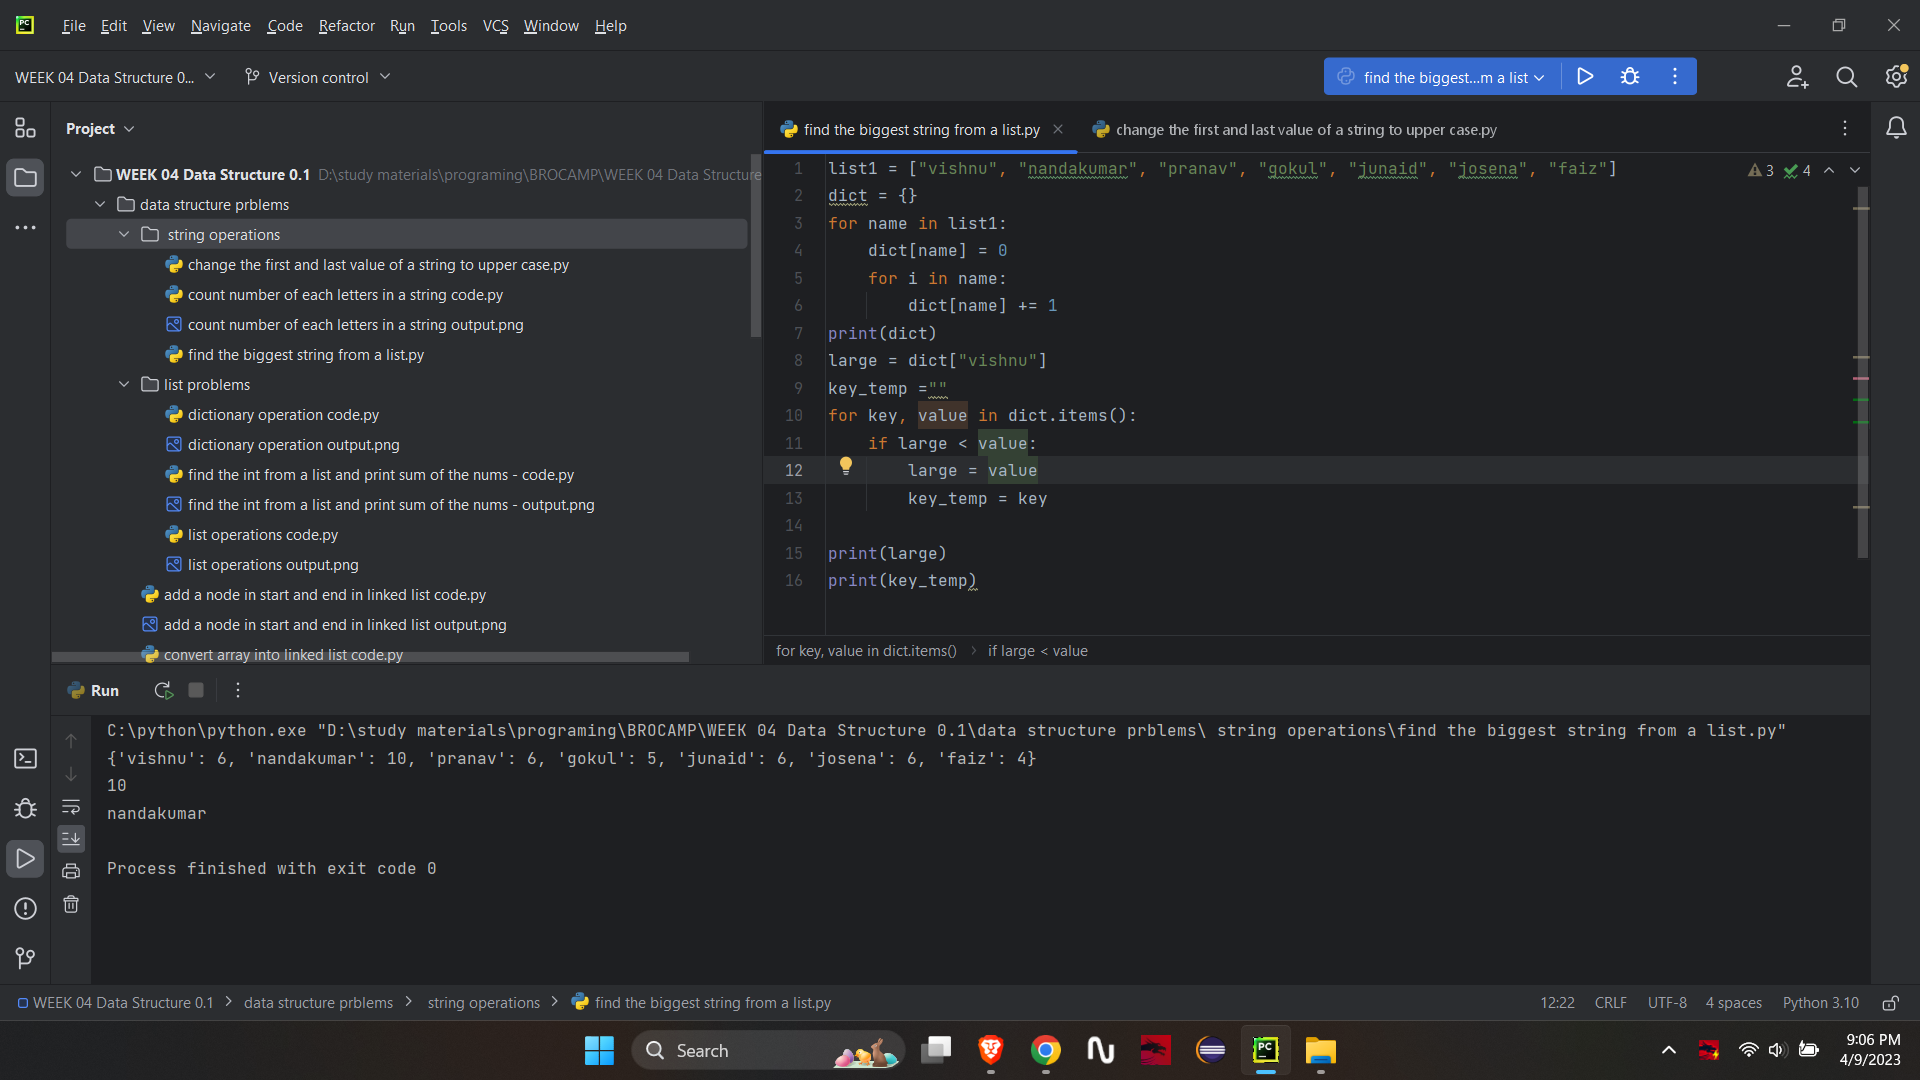 PC
File Edit View Navigate Code Refactor Run Tools VCS Window Help
WEEK 04 Data Structure 0... Version control find the biggest...m a list
Project
WEEK 04 Data Structure 0.1 D:\study materials\programing\BROCAMP\WEEK 04 Data Structure
data structure prblems
string operations
change the first and last value of a string to upper case.py
count number of each letters in a string code.py
count number of each letters in a string output.png
find the biggest string from a list.py
list problems
dictionary operation code.py
dictionary operation output.png
find the int from a list and print sum of the nums - code.py
find the int from a list and print sum of the nums - output.png
list operations code.py
list operations output.png
add a node in start and end in linked list code.py
add a node in start and end in linked list output.png
convert array into linked list code.py
find the biggest string from a list.py change the first and last value of a string to upper case.py
3 4
1 list1 = ["vishnu", "nandakumar", "pranav", "gokul", "junaid", "josena", "faiz"]
2 dict = {}
3 for name in list1:
4     dict[name] = 0
5     for i in name:
6         dict[name] += 1
7 print(dict)
8 large = dict["vishnu"]
9 key_temp =""
10 for key, value in dict.items():
11     if large < value:
12         large = value
13         key_temp = key
14
15 print(large)
16 print(key_temp)
for key, value in dict.items() > if large < value
Run
C:\python\python.exe "D:\study materials\programing\BROCAMP\WEEK 04 Data Structure 0.1\data structure prblems\ string operations\find the biggest string from a list.py"
{'vishnu': 6, 'nandakumar': 10, 'pranav': 6, 'gokul': 5, 'junaid': 6, 'josena': 6, 'faiz': 4}
10
nandakumar
Process finished with exit code 0
WEEK 04 Data Structure 0.1 > data structure prblems > string operations > find the biggest string from a list.py 12:22 CRLF UTF-8 4 spaces Python 3.10
Search PC 9:06 PM
4/9/2023